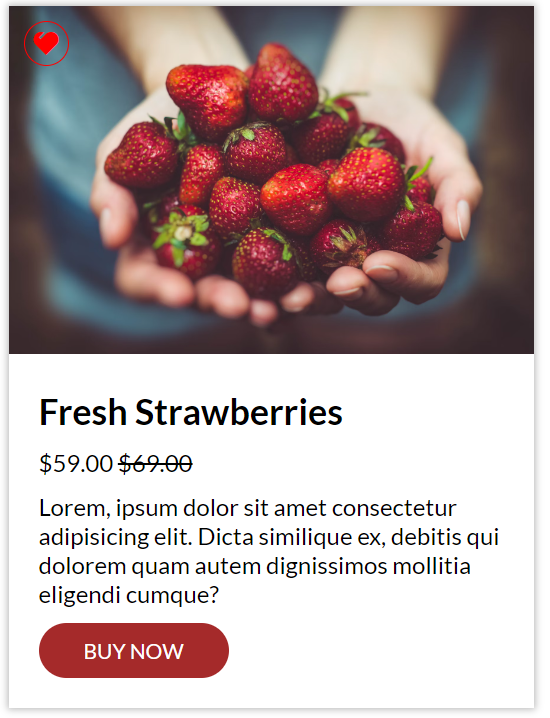 Fresh Strawberries
$59.00 $69.00
Lorem, ipsum dolor sit amet consectetur
adipisicing elit. Dicta similique ex, debitis qui
dolorem quam autem dignissimos mollitia
eligendi cumque?
BUY NOW